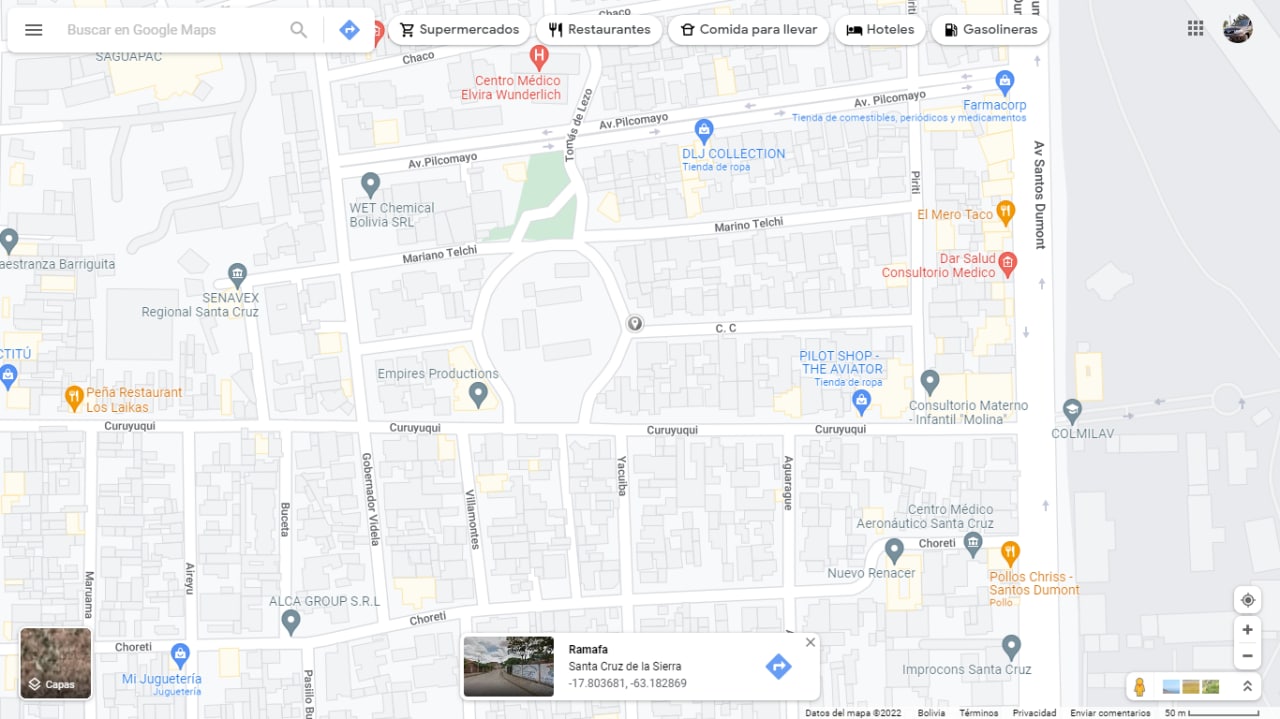 Buscar en Google Maps
Supermercados
Restaurantes
Comida para llevar
Hoteles
Gasolineras
Chaco
SAGUAPAC
Chaco
Centro Médico
Elvira Wunderlich
Tomás de Lezo
Av. Pilcomayo
Av. Pilcomayo
Av.Pilcomayo
Farmacorp
Tienda de comestibles, periódicos y medicamentos
DLJ COLLECTION
Tienda de ropa
Av Santos Dumont
Piriti
Piriti
WET Chemical
Bolivia SRL
El Mero Taco
Marino Telchi
Mariano Telchi
aestranza Barriguita
Dar Salud
Consultorio Medico
SENAVEX
Regional Santa Cruz
C. C
CTITÚ
PILOT SHOP -
THE AVIATOR
Tienda de ropa
Empires Productions
Peña Restaurant
Los Laikas
Consultorio Materno
- Infantil "Molina"
COLMILAV
Curuyuqui
Curuyuqui
Curuyuqui
Curuyuqui
Gobernador Videla
Yacuiba
Aguarague
Buceta
Villamontes
Centro Médico
Aeronáutico Santa Cruz
Choreti
Nuevo Renacer
Pollos Chriss -
Santos Dumont
Pollo
Maruama
Aireyu
ALCA GROUP S.R.L
Choreti
Choreti
Mi Juguetería
Juguetería
Capas
Ramafa
Santa Cruz de la Sierra
-17.803681, -63.182869
Improcons Santa Cruz
Datos del mapa ©2022
Bolivia
Términos
Privacidad
Enviar comentarios
50 m